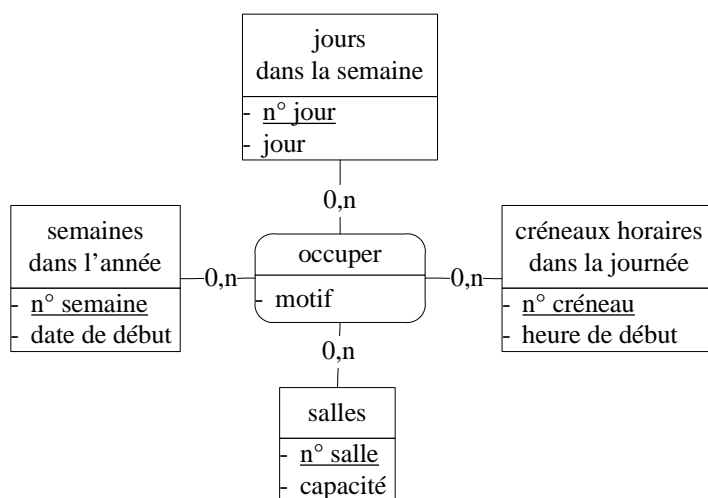 jours
dans la semaine
- n° jour
- jour
0,n
semaines
dans l'année
- n° semaine
- date de début
0,n
occuper
- motif
0,n
créneaux horaires
dans la journée
- n° créneau
- heure de début
0,n
salles
- n° salle
- capacité